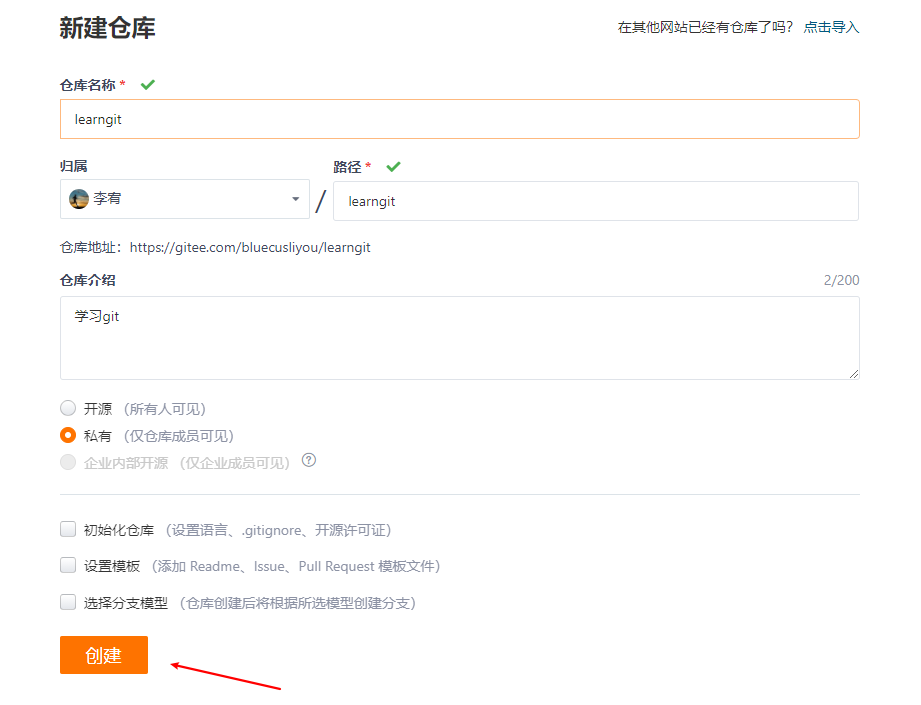 新建仓库
在其他网站已经有仓库了吗? 点击导入
仓库名称 *
learngit
归属
路径 *
李宥
/
learngit
仓库地址：https://gitee.com/bluecusliyou/learngit
仓库介绍
2/200
学习git
开源 （所有人可见）
私有 （仅仓库成员可见）
企业内部开源 （仅企业成员可见） ?
初始化仓库 （设置语言、.gitignore、开源许可证）
设置模板 （添加 Readme、Issue、Pull Request 模板文件）
选择分支模型 （仓库创建后将根据所选模型创建分支）
创建